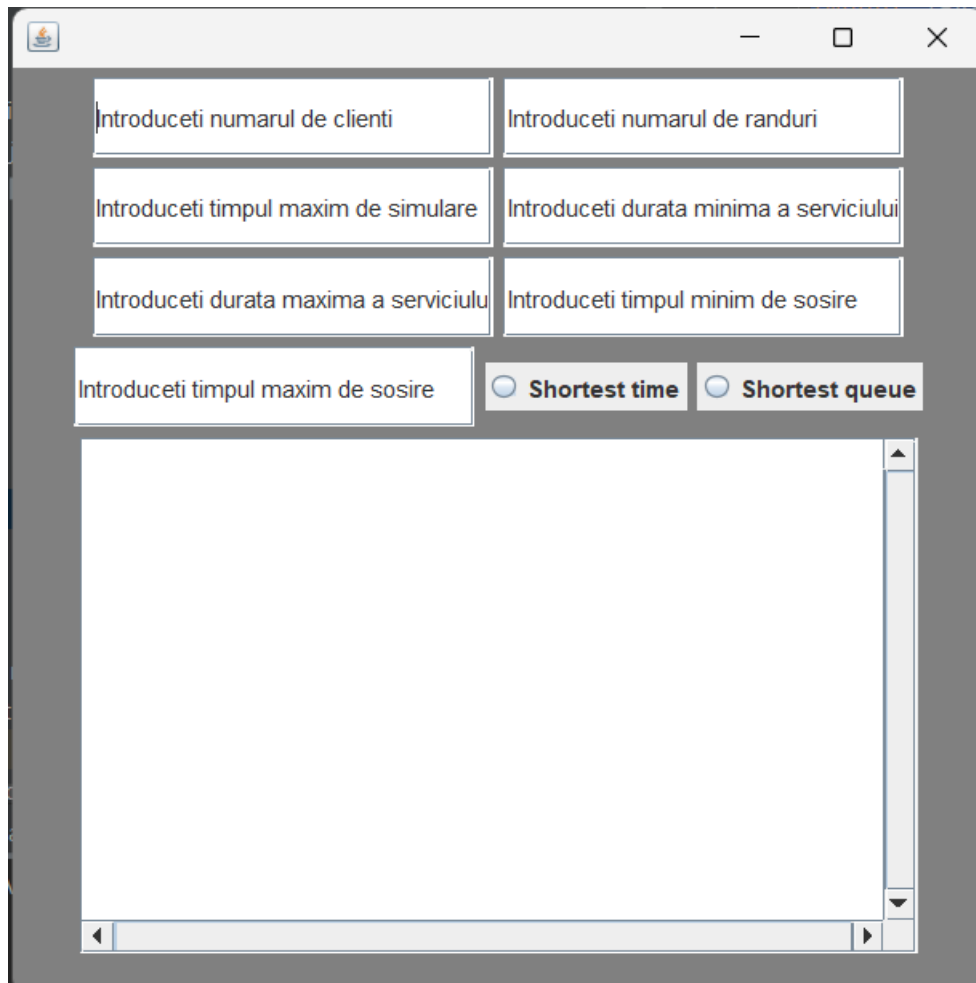 Introduceti numarul de clienti
Introduceti numarul de randuri
Introduceti timpul maxim de simulare
Introduceti durata minima a serviciului
Introduceti durata maxima a serviciulu
Introduceti timpul minim de sosire
Introduceti timpul maxim de sosire
Shortest time
Shortest queue